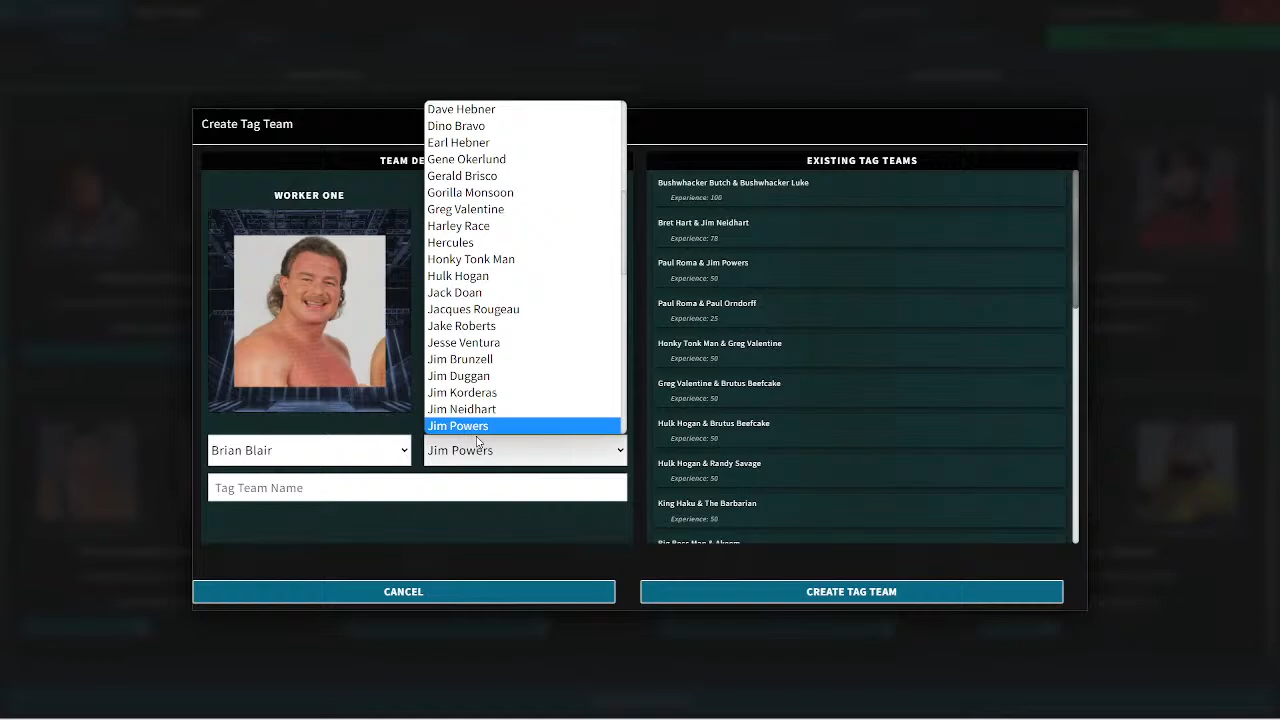 Create Tag Team
TEAM DE
WORKER ONE
Dave Hebner
Dino Bravo
Earl Hebner
Gene Okerlund
Gerald Brisco
Gorilla Monsoon
Greg Valentine
Harley Race
Hercules
Honky Tonk Man
Hulk Hogan
Jack Doan
Jacques Rougeau
Jake Roberts
Jesse Ventura
Jim Brunzell
Jim Duggan
Jim Korderas
Jim Neidhart
Jim Powers
Brian Blair
Jim Powers
Tag Team Name
EXISTING TAG TEAMS
Bushwhacker Butch & Bushwhacker Luke
Experience: 100
Bret Hart & Jim Neidhart
Experience: 78
Paul Roma & Jim Powers
Experience: 50
Paul Roma & Paul Orndorff
Experience: 25
Honky Tonk Man & Greg Valentine
Experience: 50
Greg Valentine & Brutus Beefcake
Experience: 50
Hulk Hogan & Brutus Beefcake
Experience: 50
Hulk Hogan & Randy Savage
Experience: 50
King Haku & The Barbarian
Experience: 50
Big Boss Man & Akeem
CANCEL
CREATE TAG TEAM